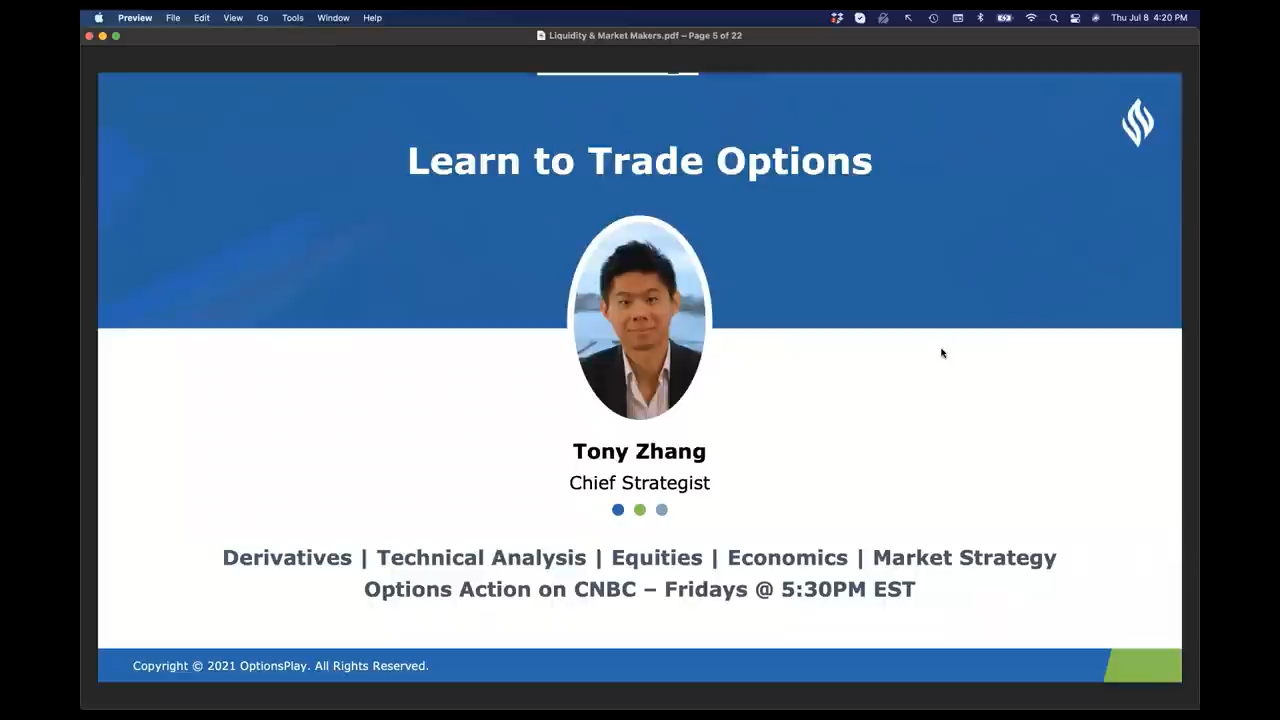 Preview File Edit View Go Tools Window Help Thu Jul 8 4:20 PM
Liquidity & Market Makers.pdf – Page 5 of 22
Learn to Trade Options
Tony Zhang
Chief Strategist
Derivatives | Technical Analysis | Equities | Economics | Market Strategy
Options Action on CNBC – Fridays @ 5:30PM EST
Copyright © 2021 OptionsPlay. All Rights Reserved.